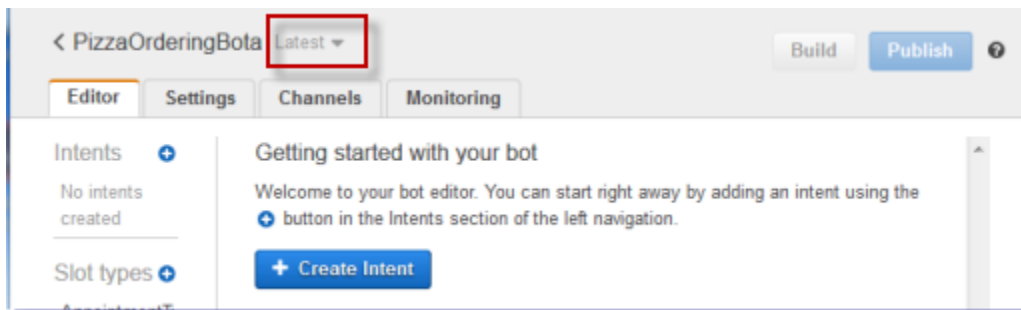 < PizzaOrderingBota Latest
Build Publish
Editor Settings Channels Monitoring
Intents
No intents
created
Slot types
Getting started with your bot
Welcome to your bot editor. You can start right away by adding an intent using the
button in the Intents section of the left navigation.
+ Create Intent